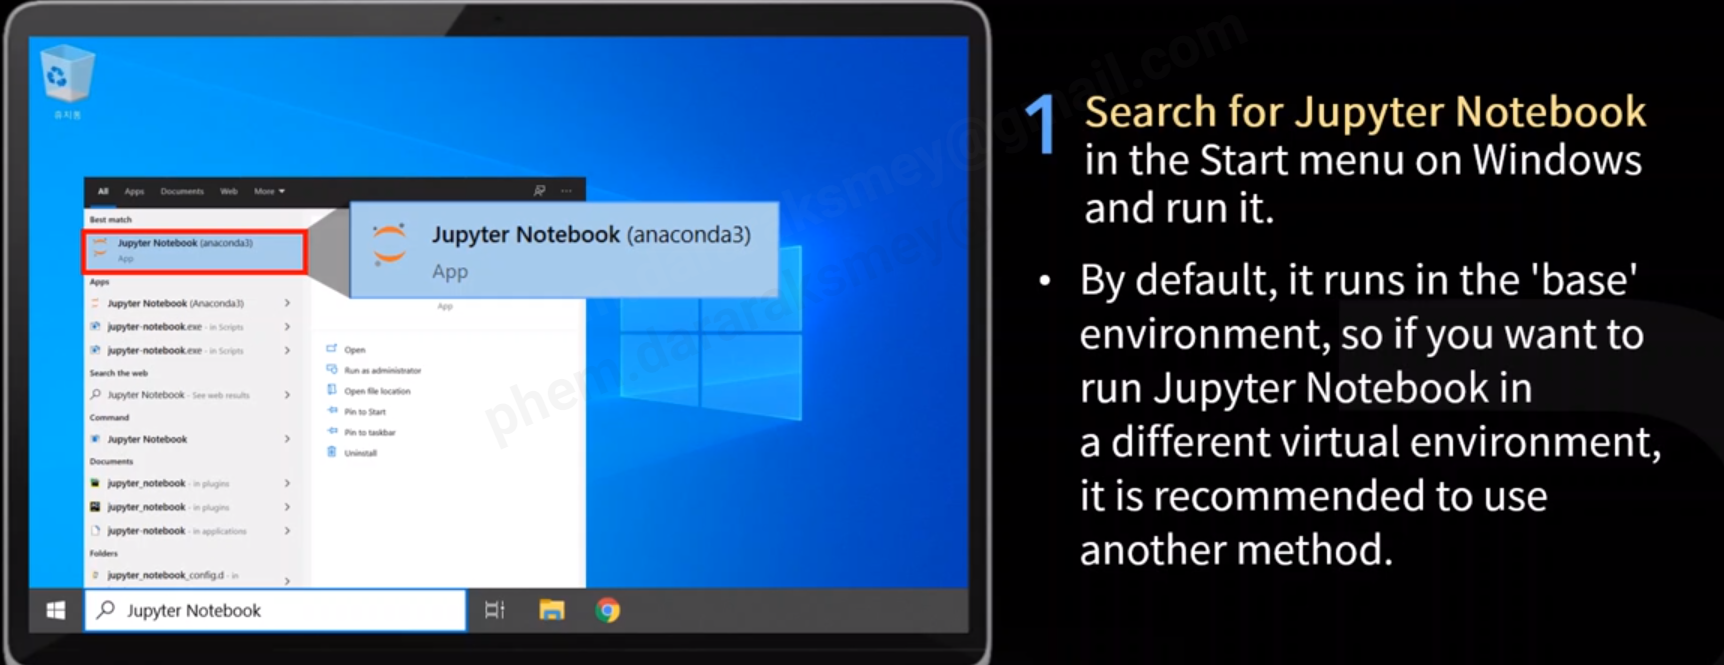 휴지통
All Apps Documents Web More
Best match
Jupyter Notebook (anaconda3)
App
Apps
Jupyter Notebook (Anaconda3)
jupyter-notebook.exe - in Scripts
jupyter-notebook.exe - in Scripts
Search the web
Jupyter Notebook - See web results
Command
Jupyter Notebook
Documents
jupyter_notebook - in plugins
jupyter_notebook - in plugins
jupyter-notebook - in applications
Folders
jupyter_notebook_config.d - in
Jupyter Notebook (anaconda3)
App
App
Open
Run as administrator
Open file location
Pin to Start
Pin to taskbar
Uninstall
Jupyter Notebook
1 Search for Jupyter Notebook
in the Start menu on Windows
and run it.
• By default, it runs in the 'base'
environment, so if you want to
run Jupyter Notebook in
a different virtual environment,
it is recommended to use
another method.
phem.dararaksmey@gmail.com